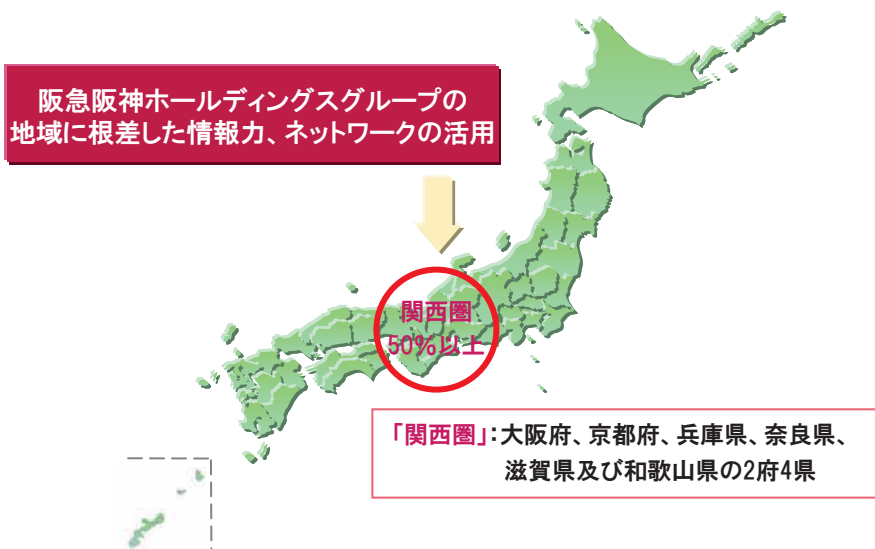 阪急阪神ホールディングスグループの
地域に根差した情報力、ネットワークの活用
関西圏
50%以上
「関西圏」：大阪府、京都府、兵庫県、奈良県、
滋賀県及び和歌山県の2府4県